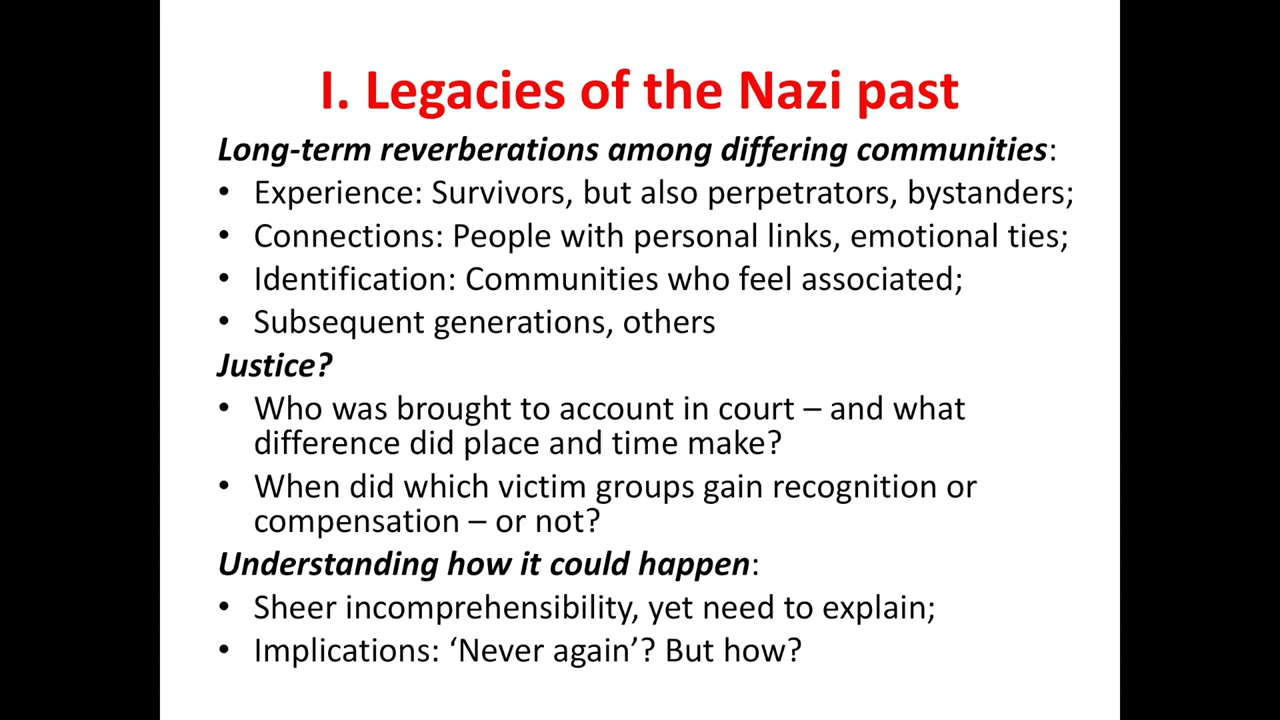 I. Legacies of the Nazi past
Long-term reverberations among differing communities:
• Experience: Survivors, but also perpetrators, bystanders;
• Connections: People with personal links, emotional ties;
• Identification: Communities who feel associated;
• Subsequent generations, others
Justice?
• Who was brought to account in court – and what
difference did place and time make?
• When did which victim groups gain recognition or
compensation – or not?
Understanding how it could happen:
• Sheer incomprehensibility, yet need to explain;
• Implications: ‘Never again’? But how?